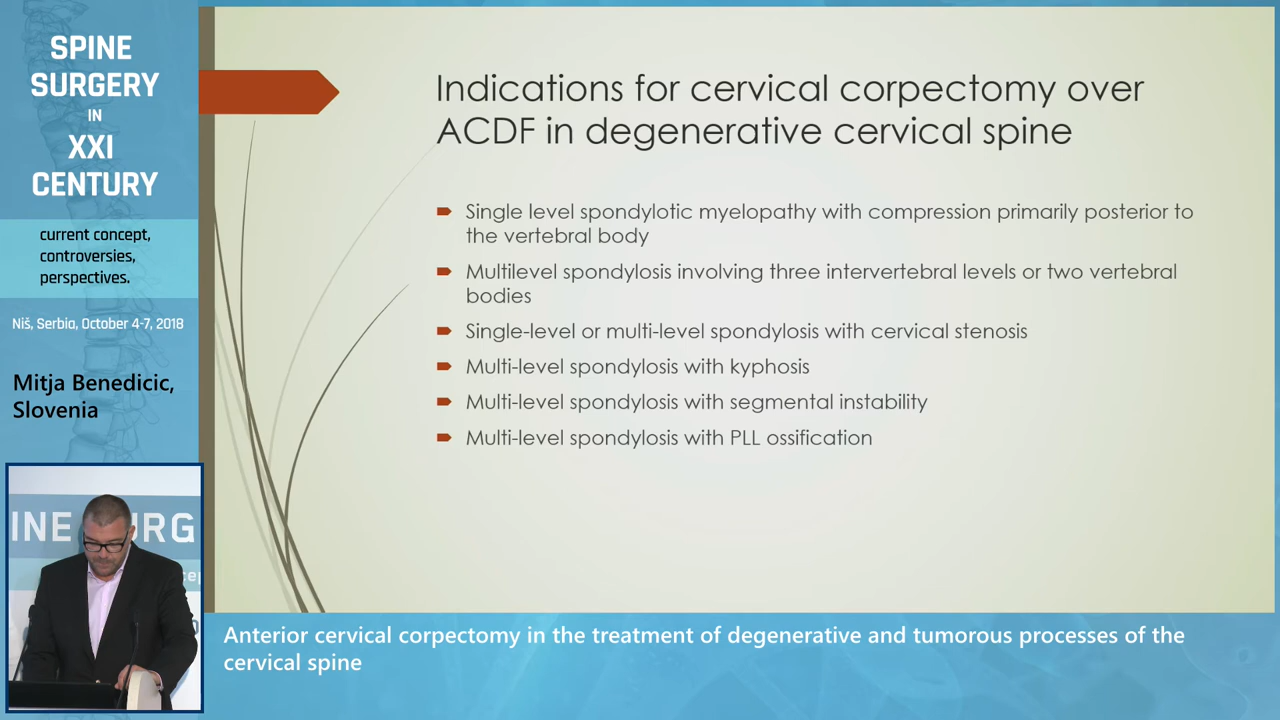 SPINE
SURGERY
IN
XXI
CENTURY
current concept,
controversies,
perspectives.
Niš, Serbia, October 4-7, 2018
Mitja Benedicic,
Slovenia
INE
URG
Indications for cervical corpectomy over
ACDF in degenerative cervical spine
Single level spondylotic myelopathy with compression primarily posterior to
the vertebral body
Multilevel spondylosis involving three intervertebral levels or two vertebral
bodies
Single-level or multi-level spondylosis with cervical stenosis
Multi-level spondylosis with kyphosis
Multi-level spondylosis with segmental instability
Multi-level spondylosis with PLL ossification
Anterior cervical corpectomy in the treatment of degenerative and tumorous processes of the
cervical spine